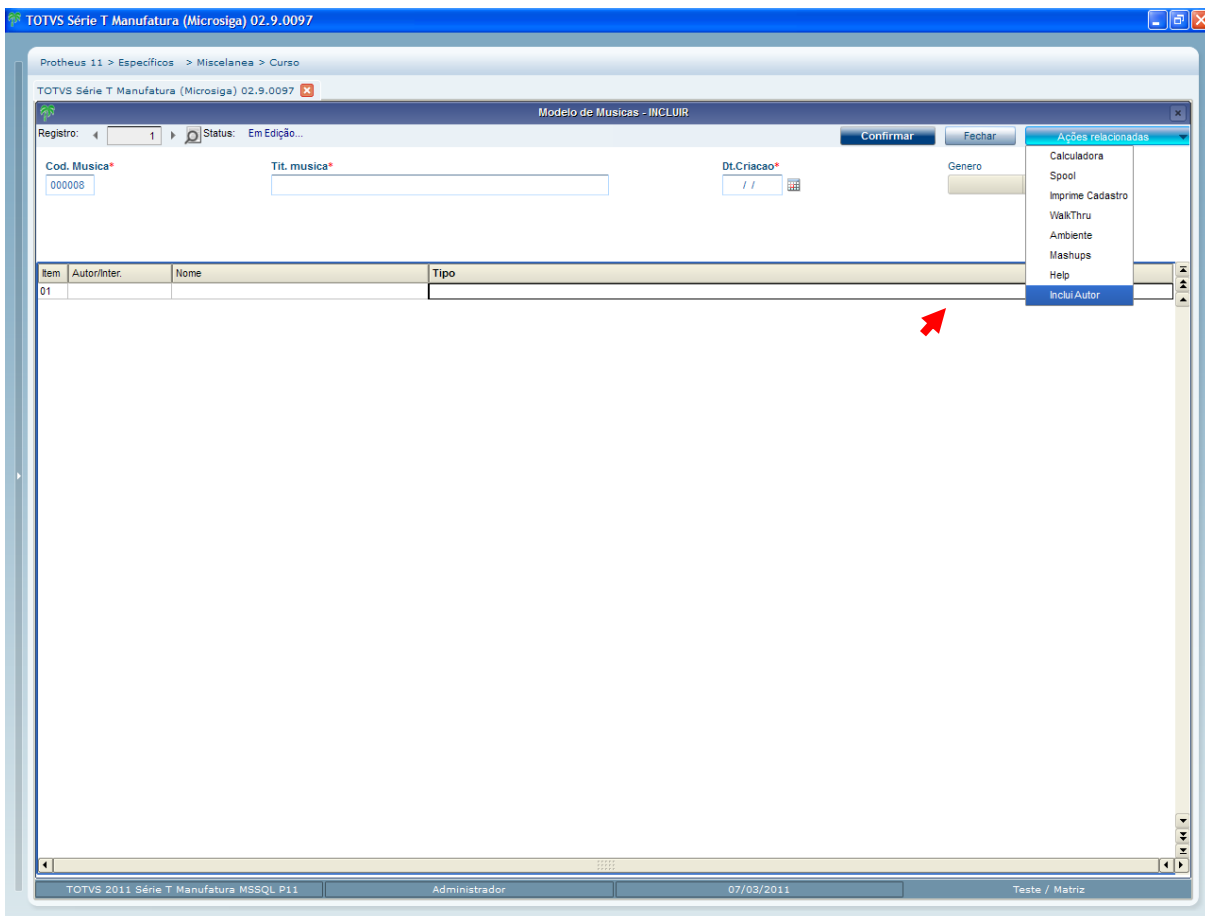 TOTVS Série T Manufatura (Microsiga) 02.9.0097
Protheus 11 > Específicos > Miscelanea > Curso
TOTVS Série T Manufatura (Microsiga) 02.9.0097
Modelo de Musicas - INCLUIR
Registro: 1 Status: Em Edição... Confirmar Fechar Ações relacionadas
Cod. Musica* Tit. musica* Dt.Criacao* Genero
000008 / /
Calculadora
Spool
Imprime Cadastro
WalkThru
Ambiente
Mashups
Help
Inclui Autor
Item Autor/Inter. Nome Tipo
01
TOTVS 2011 Série T Manufatura MSSQL P11 Administrador 07/03/2011 Teste / Matriz